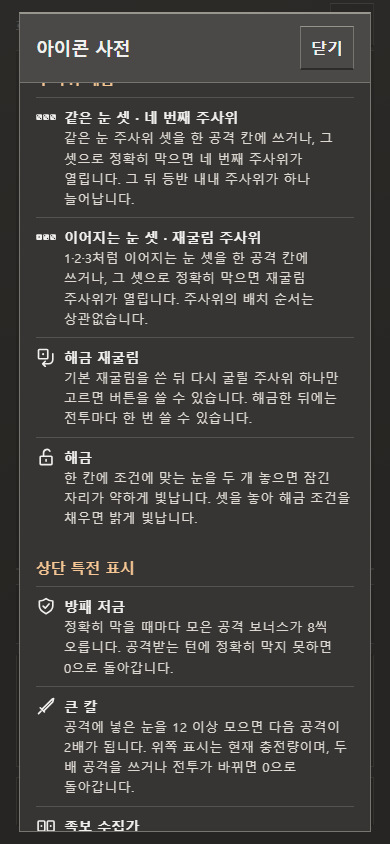 아이콘 사전
닫기
같은 눈 셋 · 네 번째 주사위
같은 눈 주사위 셋을 한 공격 칸에 쓰거나, 그
셋으로 정확히 막으면 네 번째 주사위가
열립니다. 그 뒤 등반 내내 주사위가 하나
늘어납니다.
이어지는 눈 셋 · 재굴림 주사위
1·2·3처럼 이어지는 눈 셋을 한 공격 칸에
쓰거나, 그 셋으로 정확히 막으면 재굴림
주사위가 열립니다. 주사위의 배치 순서는
상관없습니다.
해금 재굴림
기본 재굴림을 쓴 뒤 다시 굴릴 주사위 하나만
고르면 버튼을 쓸 수 있습니다. 해금한 뒤에는
전투마다 한 번 쓸 수 있습니다.
해금
한 칸에 조건에 맞는 눈을 두 개 놓으면 잠긴
자리가 약하게 빛납니다. 셋을 놓아 해금 조건을
채우면 밝게 빛납니다.
상단 특전 표시
방패 저금
정확히 막을 때마다 모은 공격 보너스가 8씩
오릅니다. 공격받는 턴에 정확히 막지 못하면
0으로 돌아갑니다.
큰 칼
공격에 넣은 눈을 12 이상 모으면 다음 공격이
2배가 됩니다. 위쪽 표시는 현재 충전량이며, 두
배 공격을 쓰거나 전투가 바뀌면 0으로
돌아갑니다.
족보 수집가